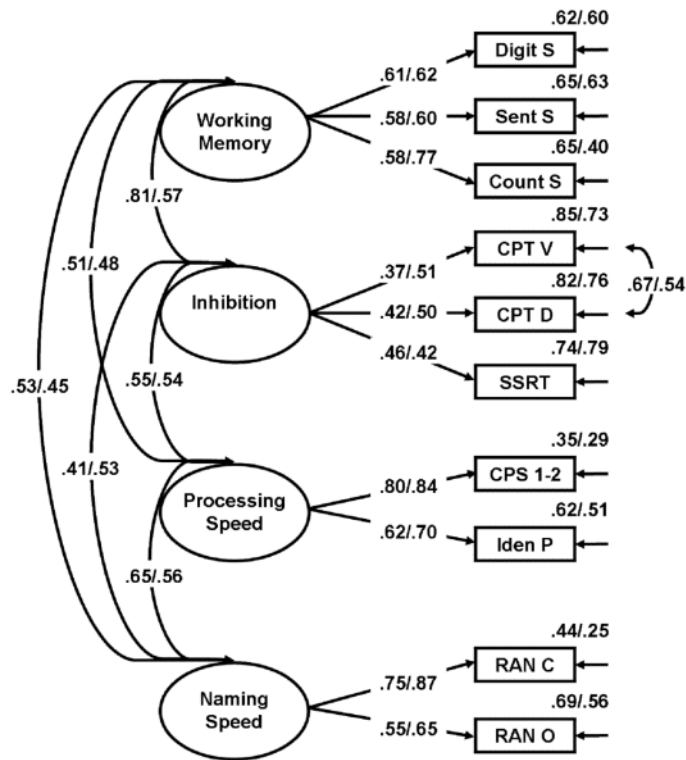 .62/.60
Digit S
.61/.62
.65/.63
Working
Memory
.58/.60
Sent S
.58/.77
.65/.40
Count S
.81/.57
.85/.73
CPT V
.51/.48
.37/.51
.82/.76
.67/.54
Inhibition
.42/.50
CPT D
.46/.42
.74/.79
SSRT
.53/.45
.55/.54
.35/.29
.41/.53
CPS 1-2
.80/.84
Processing
Speed
.62/.51
.62/.70
Iden P
.65/.56
.44/.25
RAN C
.75/.87
Naming
Speed
.69/.56
.55/.65
RAN O